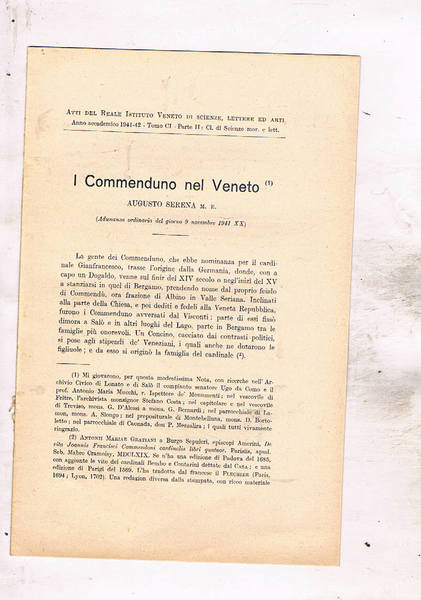 ATTI DEL REALE ISTITUTO VENETO DI SCIENZE, LETTERE ED ARTI
Anno accademico 1941-42 - Tomo CI - Parte II: Cl. di Scienze mor. e lett.
I Commenduno nel Veneto (1)
AUGUSTO SERENA M. E.
(Adunanza ordinaria del giorno 9 novembre 1941 XX)
La gente dei Commenduno, che ebbe nominanza per il cardi-
nale Gianfrancesco, trasse l'origine dalla Germania, donde, con a
capo un Dogaldo, venne sul finir del XIV secolo o negl'inizi del XV
a stanziarsi in quel di Bergamo, prendendo nome dal proprio feudo
di Commendù, ora frazione di Albino in Valle Seriana. Inclinati
alla parte della Chiesa, e poi dediti e fedeli alla Veneta Repubblica,
furono i Commenduno avversati dai Visconti: parte di essi fissò
dimora a Salò e in altri luoghi del Lago, parte in Bergamo tra le
famiglie più onorevoli. Un Concino, cacciato dai contrasti politici,
si pose agli stipendi de' Veneziani, i quali anche ne dotarono le
figliuole; e da esso si originò la famiglia del cardinale (2).
(1) Mi giovarono, per questa modestissima Nota, con ricerche nell'Ar-
chivio Civico di Lonato e di Salò il compianto senatore Ugo da Como e il
prof. Antonio Maria Mucchi, r. Ispettore de' Monumenti; nel vescovile di
Feltre, l'archivista monsignor Stefano Costa; nel capitolare e nel vescovile
di Treviso, mons. G. D'Alessi a mons. G. Bernardi; nel parrocchiale di La-
mon, mons. A. Slongo; nel prepositurale di Montebelluna, mons. D. Borto-
letto; nel parrocchiale di Caonada, don P. Mezzalira; i quali tutti vivamente
ringrazio.
(2) ANTONII MARIAE GRATIANI a Burgo Sepulcri, episcopi Amerini, De
vita Joannis Francisci Commendoni cardinalis libri quatuor. Parisiis, apud
Seb. Mabre Cramoisy, MDCLXIX. Se n'ha una edizione di Padova del 1685,
con aggiunte le vite dei cardinali Bembo e Contarini dettate dal CASA; e una
edizione di Parigi del 1569. L'ha tradotta dal francese il FLECHIER (Paris,
1694; Lyon, 1702). Una redazion diversa dalla stampata, con ricco materiale